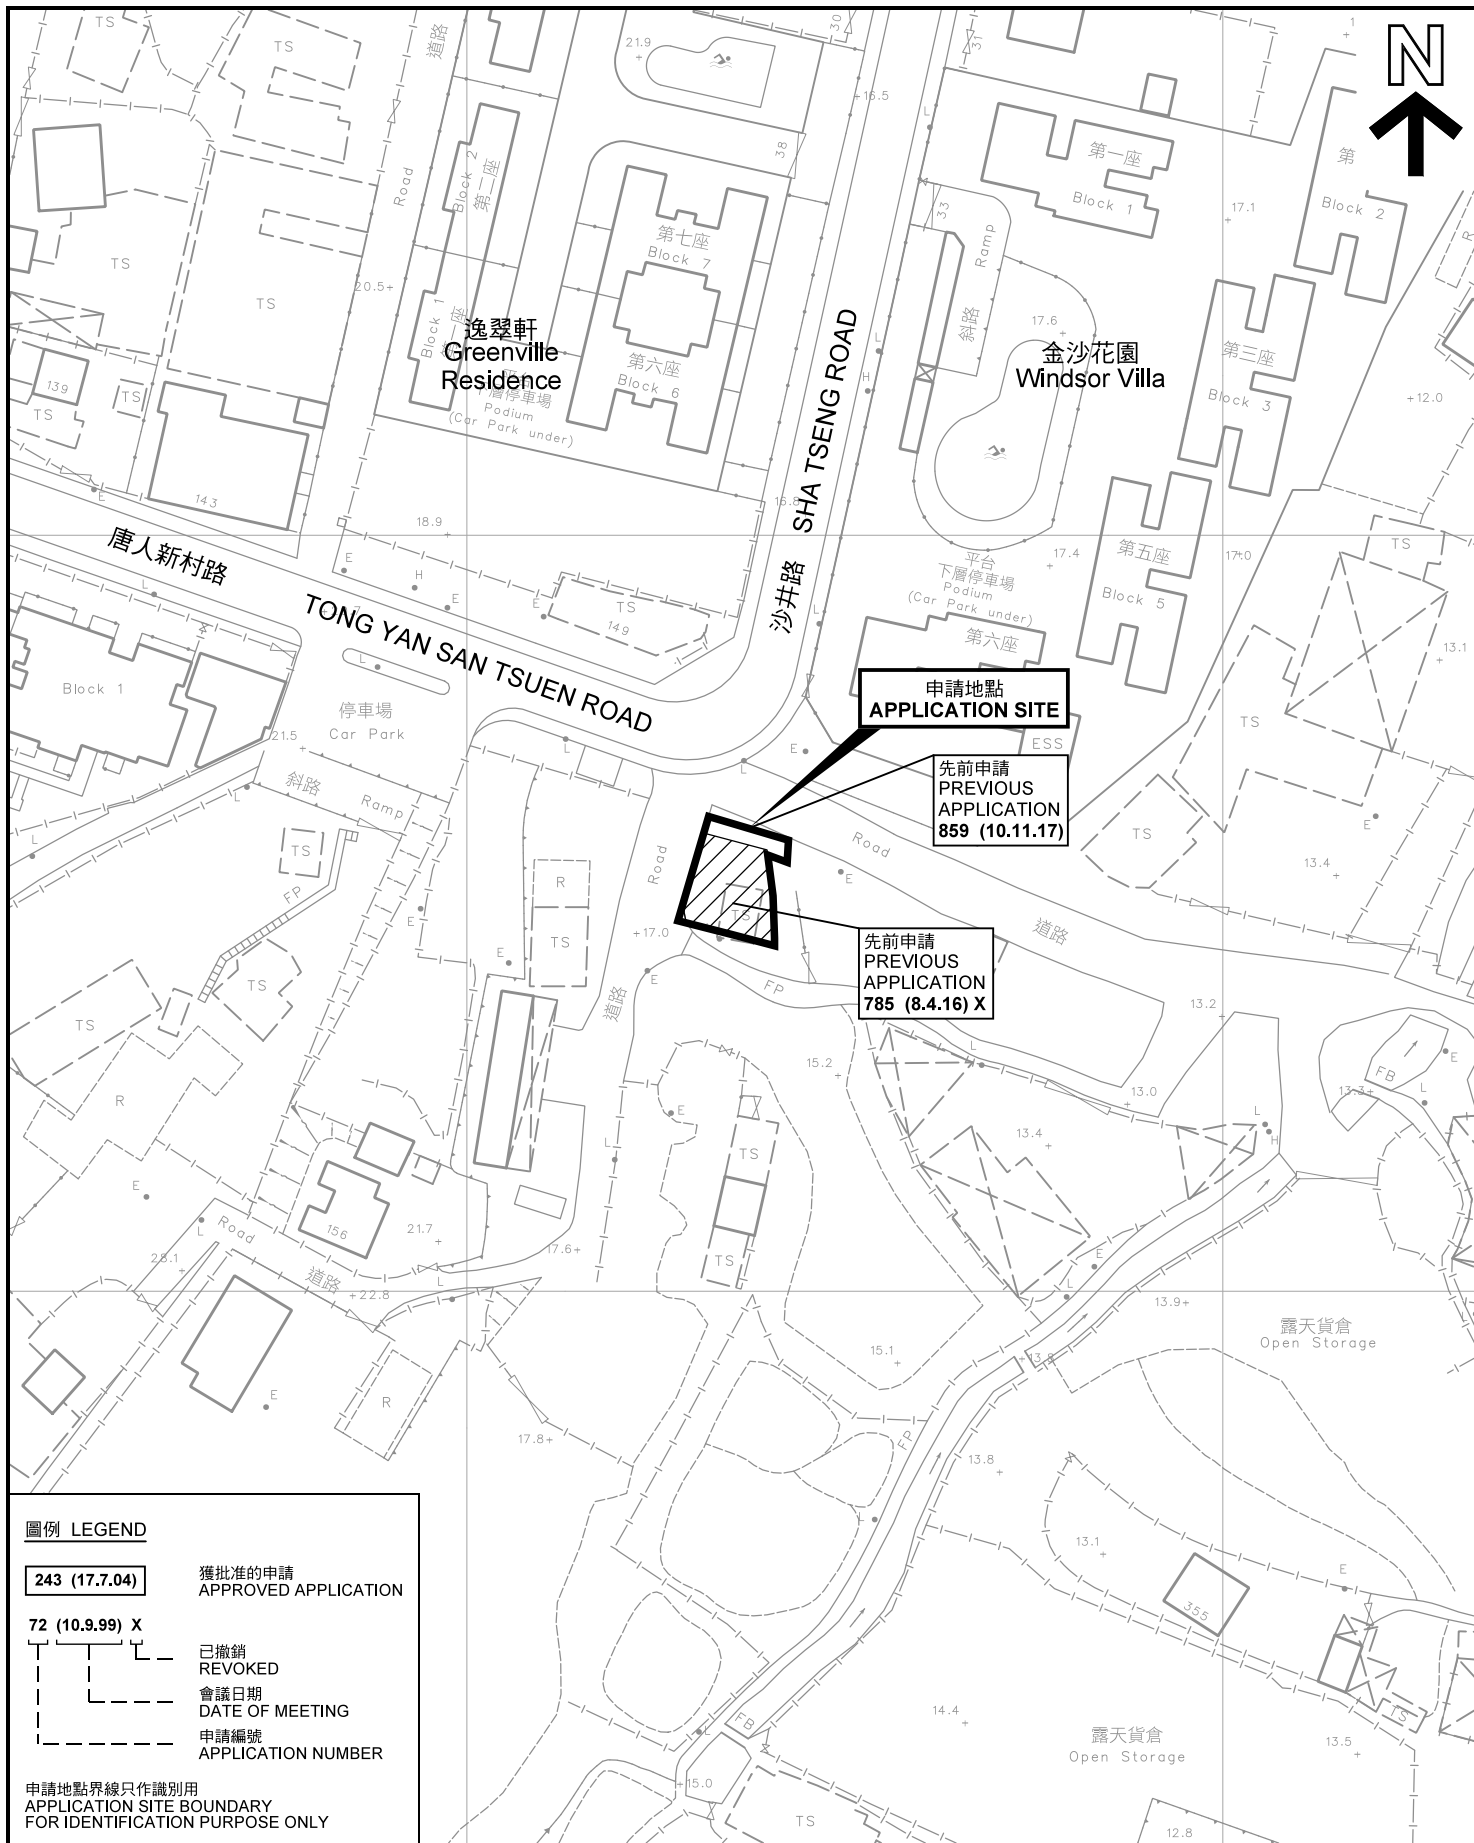 N
TS
TS
道路
21.9
30
31
+16.5
L
38
Road
Block 2
第二座
第一座
Block 1
第
Block 2
17.1
33
Ramp
斜路
第七座
Block 7
TS
TS
20.5+
Block 1
第一座
逸翠軒
Greenville
Residence
平台
下層停車場
Podium
(Car Park under)
第六座
Block 6
沙井路 SHA TSENG ROAD
L
H
17.6
金沙花園
Windsor Villa
第三座
Block 3
+12.0
139
TS
TS
143
E
18.9
16.8
唐人新村路 TONG YAN SAN TSUEN ROAD
E
H
E
E
TS
149
L
平台
下層停車場
Podium
(Car Park under)
17.4
第五座
Block 5
17.0
TS
第六座
13.1
L
Block 1
停車場
Car Park
L
21.5
斜路
Ramp
L
L
L
E
申請地點
APPLICATION SITE
ESS
TS
先前申請
PREVIOUS
APPLICATION
859 (10.11.17)
TS
E
13.4
Road
Road
E
道路
TS
FP
R
TS
E
E
+17.0
TS
先前申請
PREVIOUS
APPLICATION
785 (8.4.16) X
FP
道路
E
TS
TS
R
13.2
15.2
L
13.0
13.4
E
L
TS
TS
L
H
FB
13.3+
E
L
E
L
Road
道路
28.1
156
21.7
17.6+
+22.8
L
E
L
13.9+
露天貨倉
Open Storage
15.1
E
R
17.8+
FP
13.8
L
13.1
355
E
TS
圖例 LEGEND
243 (17.7.04)
獲批准的申請
APPROVED APPLICATION
72 (10.9.99) X
已撤銷
REVOKED
會議日期
DATE OF MEETING
申請編號
APPLICATION NUMBER
申請地點界線只作識別用
APPLICATION SITE BOUNDARY
FOR IDENTIFICATION PURPOSE ONLY
14.4
露天貨倉
Open Storage
13.5
L
FB
+15.0
TS
12.8